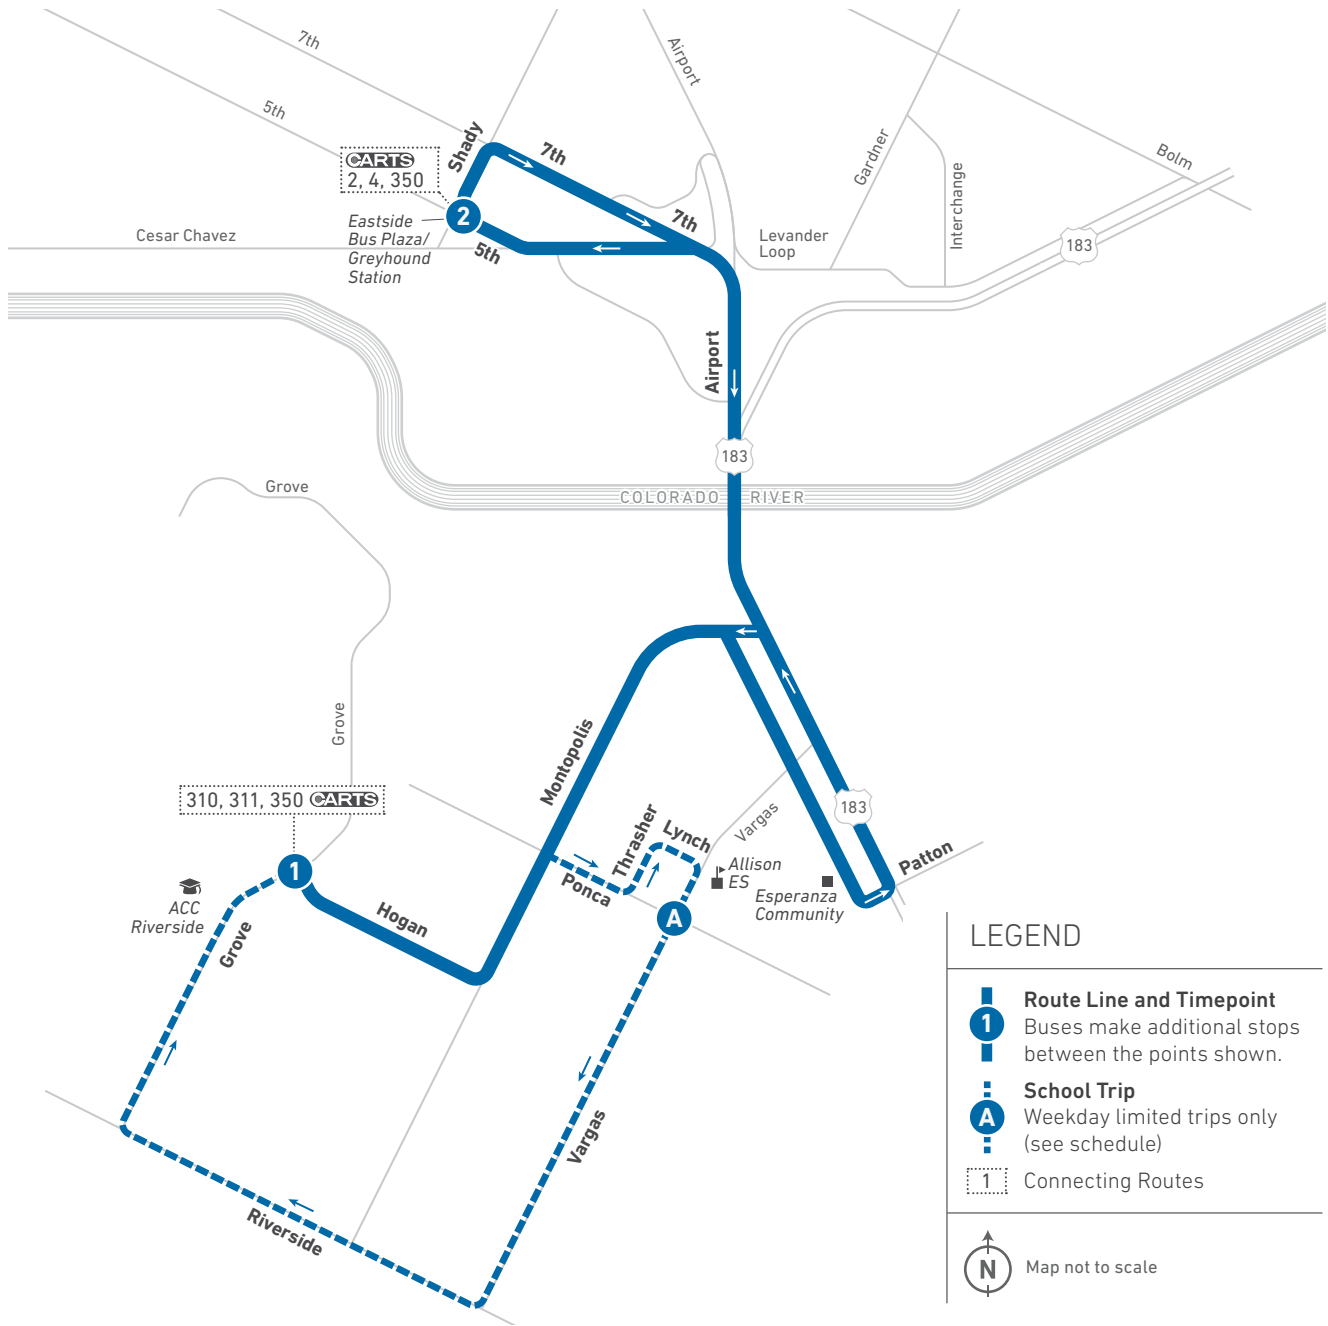 7th
5th
Airport
Gardner
Bolm
Interchange
Shady
7th
7th
CARTS
2, 4, 350
2
Eastside
Bus Plaza/
Greyhound
Station
5th
Cesar Chavez
Levander
Loop
183
Airport
183
COLORADO RIVER
Grove
Grove
Montopolis
310, 311, 350 CARTS
1
ACC
Riverside
Grove
Hogan
Ponca
Thrasher
Lynch
Vargas
Allison
ES
A
Esperanza
Community
183
Patton
Vargas
Riverside
LEGEND
1
Route Line and Timepoint
Buses make additional stops
between the points shown.
A
School Trip
Weekday limited trips only
(see schedule)
1
Connecting Routes
N
Map not to scale